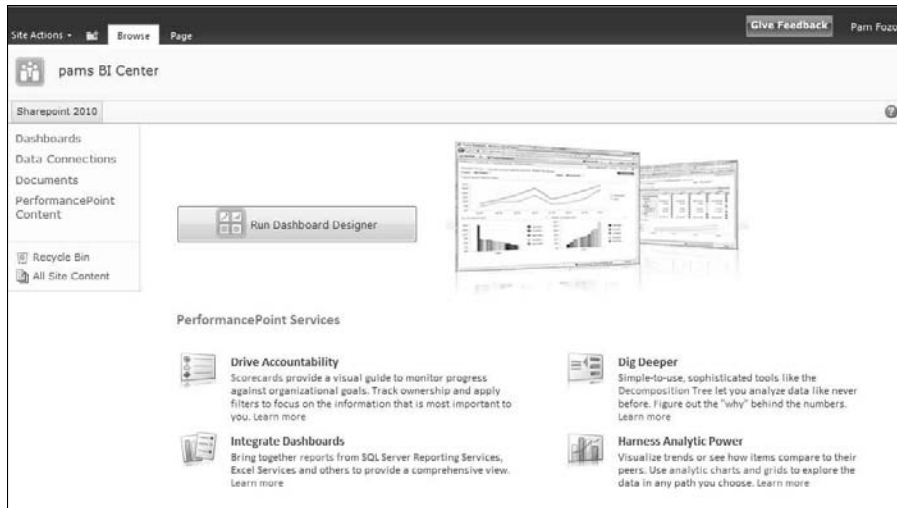 Site Actions
Browse
Page
Give Feedback
Pam Fozo
pams BI Center
Sharepoint 2010
Dashboards
Data Connections
Documents
PerformancePoint
Content
Recycle Bin
All Site Content
Run Dashboard Designer
PerformancePoint Services
Drive Accountability
Scorecards provide a visual guide to monitor progress
against organizational goals. Track ownership and apply
filters to focus on the information that is most important to
you. Learn more
Dig Deeper
Simple-to-use, sophisticated tools like the
Decomposition Tree let you analyze data like never
before. Figure out the "why" behind the numbers.
Learn more
Integrate Dashboards
Bring together reports from SQL Server Reporting Services,
Excel Services and others to provide a comprehensive view.
Learn more
Harness Analytic Power
Visualize trends or see how items compare to their
peers. Use analytic charts and grids to explore the
data in any path you choose. Learn more